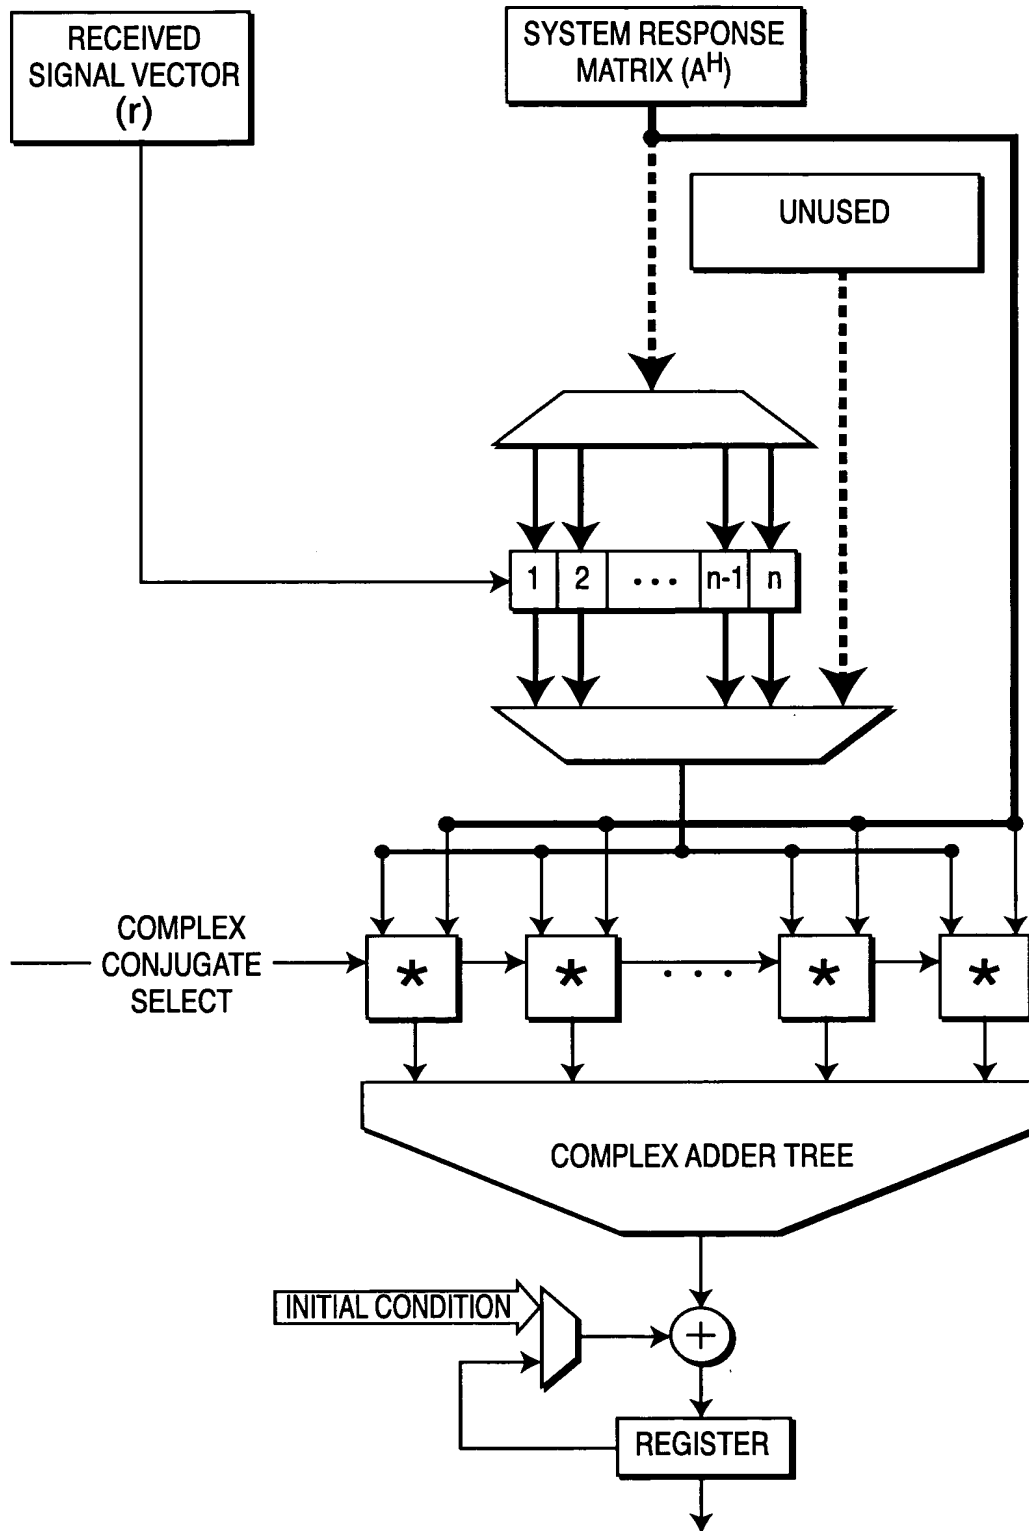 RECEIVED
SIGNAL VECTOR
(r)
SYSTEM RESPONSE
MATRIX (Aᴴ)
UNUSED
1 2 ... n-1 n
COMPLEX
CONJUGATE
SELECT
* * ... * *
COMPLEX ADDER TREE
INITIAL CONDITION
+
REGISTER